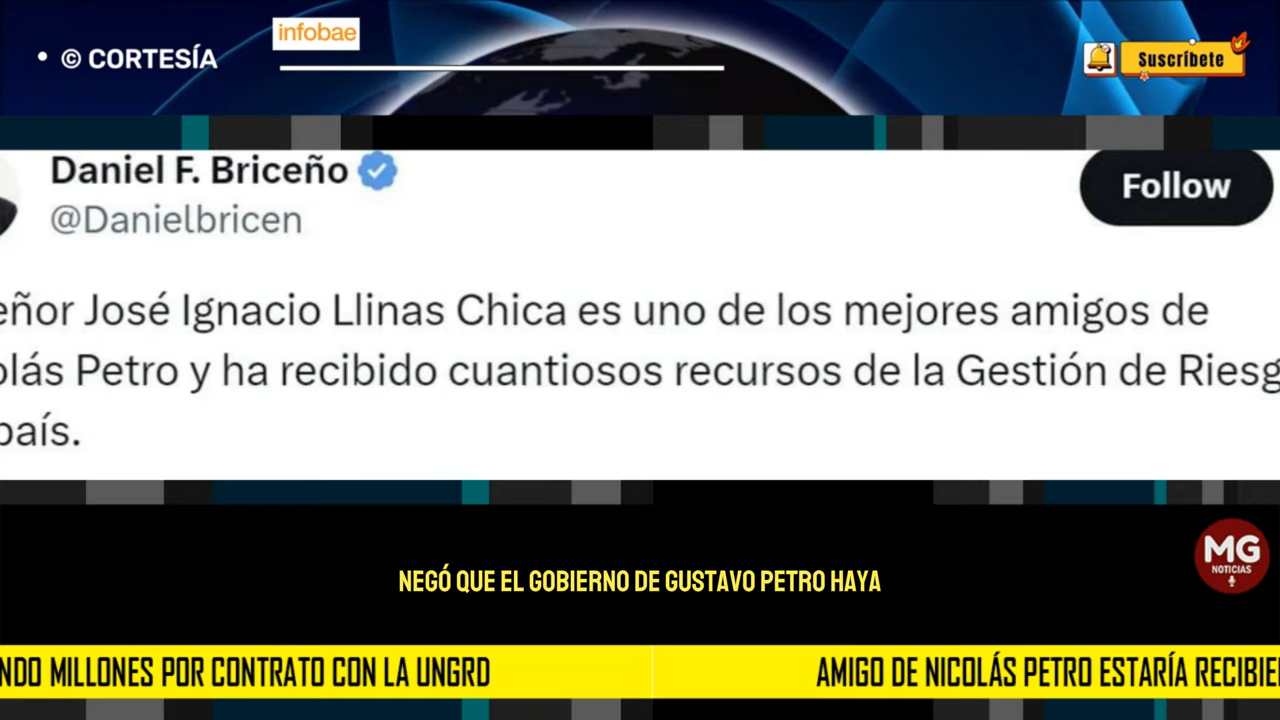 infobae
• © CORTESÍA
Suscríbete
Daniel F. Briceño
@Danielbricen
Follow
eñor José Ignacio Llinas Chica es uno de los mejores amigos de
olás Petro y ha recibido cuantiosos recursos de la Gestión de Riesg
país.
MG
NOTICIAS
NEGÓ QUE EL GOBIERNO DE GUSTAVO PETRO HAYA
NDO MILLONES POR CONTRATO CON LA UNGRD
AMIGO DE NICOLÁS PETRO ESTARÍA RECIBIE